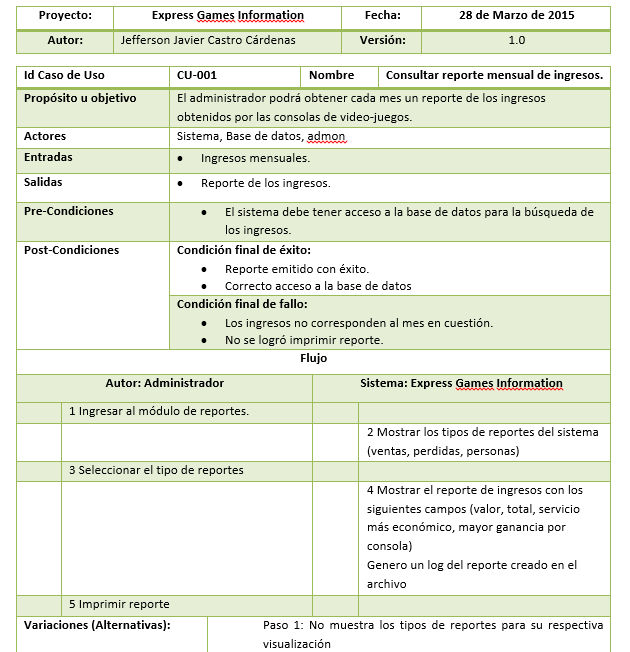 Proyecto: Express Games Information Fecha: 28 de Marzo de 2015
Autor: Jefferson Javier Castro Cárdenas Versión: 1.0
Id Caso de Uso CU-001 Nombre Consultar reporte mensual de ingresos.
Propósito u objetivo El administrador podrá obtener cada mes un reporte de los ingresos
obtenidos por las consolas de video-juegos.
Actores Sistema, Base de datos, admon
Entradas • Ingresos mensuales.
Salidas • Reporte de los ingresos.
Pre-Condiciones • El sistema debe tener acceso a la base de datos para la búsqueda de
los ingresos.
Post-Condiciones Condición final de éxito:
• Reporte emitido con éxito.
• Correcto acceso a la base de datos
Condición final de fallo:
• Los ingresos no corresponden al mes en cuestión.
• No se logró imprimir reporte.
Flujo
Autor: Administrador Sistema: Express Games Information
1 Ingresar al módulo de reportes.
2 Mostrar los tipos de reportes del sistema
(ventas, perdidas, personas)
3 Seleccionar el tipo de reportes
4 Mostrar el reporte de ingresos con los
siguientes campos (valor, total, servicio
más económico, mayor ganancia por
consola)
Genero un log del reporte creado en el
archivo
5 Imprimir reporte
Variaciones (Alternativas): Paso 1: No muestra los tipos de reportes para su respectiva
visualización